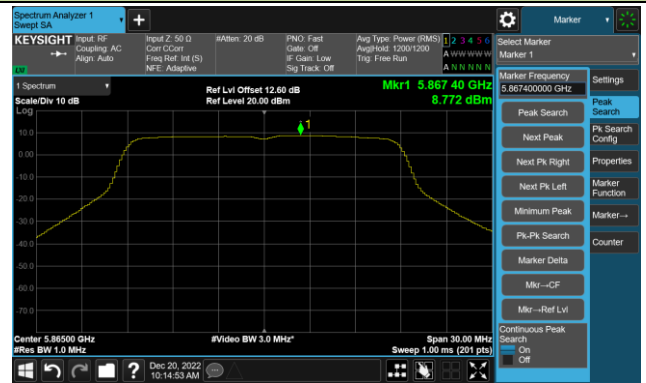 Spectrum Analyzer 1
Swept SA
Marker
KEYSIGHT
Input: RF
Coupling: AC
Align: Auto
Input Z: 50 Ω
Corr CCorr
Freq Ref: Int (S)
NFE: Adaptive
#Atten: 20 dB
PNO: Fast
Gate: Off
IF Gain: Low
Sig Track: Off
Avg Type: Power (RMS)
Avg|Hold: 1200/1200
Trig: Free Run
1 2 3 4 5 6
A W W W W W
A N N N N N
LXI
Select Marker
Marker 1
1 Spectrum
Scale/Div 10 dB
Log
Ref Lvl Offset 12.60 dB
Ref Level 20.00 dBm
Mkr1 5.867 40 GHz
8.772 dBm
1
10.0
0.00
-10.0
-20.0
-30.0
-40.0
-50.0
-60.0
-70.0
Center 5.86500 GHz
#Res BW 1.0 MHz
#Video BW 3.0 MHz*
Span 30.00 MHz
Sweep 1.00 ms (201 pts)
Marker Frequency
5.867400000 GHz
Peak Search
Next Peak
Next Pk Right
Next Pk Left
Minimum Peak
Pk-Pk Search
Marker Delta
Mkr→CF
Mkr→Ref Lvl
Continuous Peak
Search
On
Off
Settings
Peak
Search
Pk Search
Config
Properties
Marker
Function
Marker→
Counter
?
Dec 20, 2022
10:14:53 AM